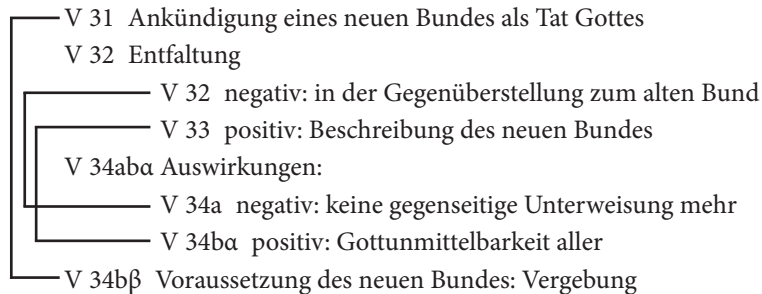 V 31 Ankündigung eines neuen Bundes als Tat Gottes
V 32 Entfaltung
V 32 negativ: in der Gegenüberstellung zum alten Bund
V 33 positiv: Beschreibung des neuen Bundes
V 34abα Auswirkungen:
V 34a negativ: keine gegenseitige Unterweisung mehr
V 34bα positiv: Gottunmittelbarkeit aller
V 34bβ Voraussetzung des neuen Bundes: Vergebung